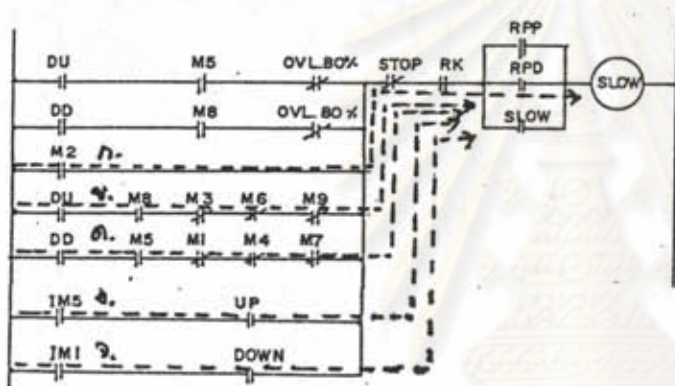 RPP
DU M5 OVL.80% STOP RK RPD SLOW
DD M8 OVL.80% SLOW
M2 ก.
DU ข. M8 M3 M6 M9
DD ค. M5 M1 M4 M7
IM5 ง. UP
IM1 จ. DOWN